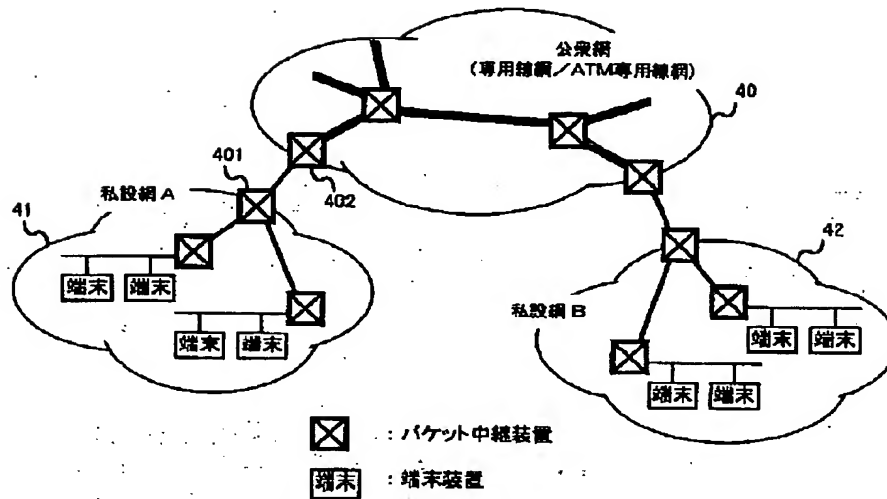 公衆網
(専用線網/ATM専用線網)
40
401
402
私設網A
41
端末 端末
端末 端末
42
私設網B
端末 端末
端末 端末
:パケット中継装置
端末 :端末装置